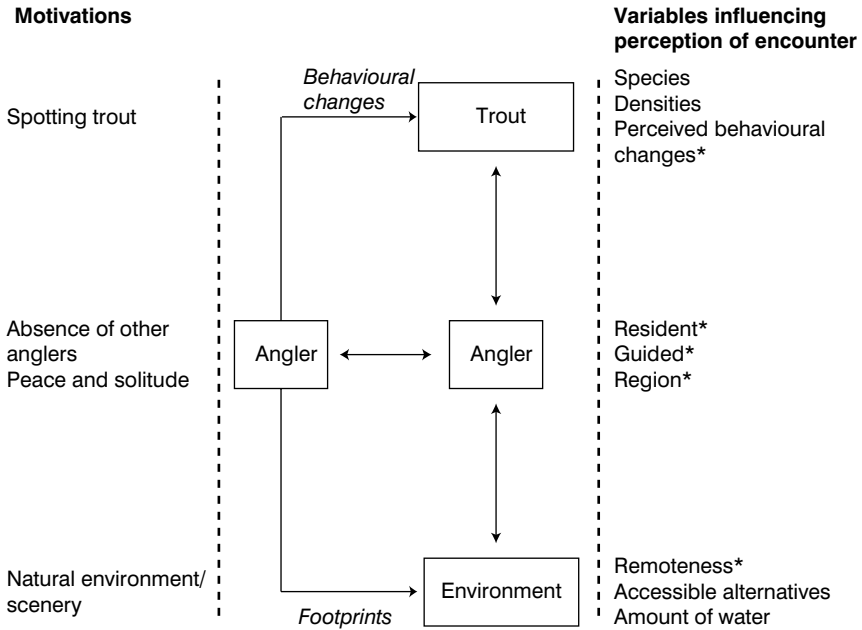 Motivations
Variables influencing
perception of encounter
Spotting trout
Behavioural
changes
Trout
Species
Densities
Perceived behavioural
changes*
Absence of other
anglers
Peace and solitude
Angler
Angler
Resident*
Guided*
Region*
Natural environment/
scenery
Footprints
Environment
Remoteness*
Accessible alternatives
Amount of water